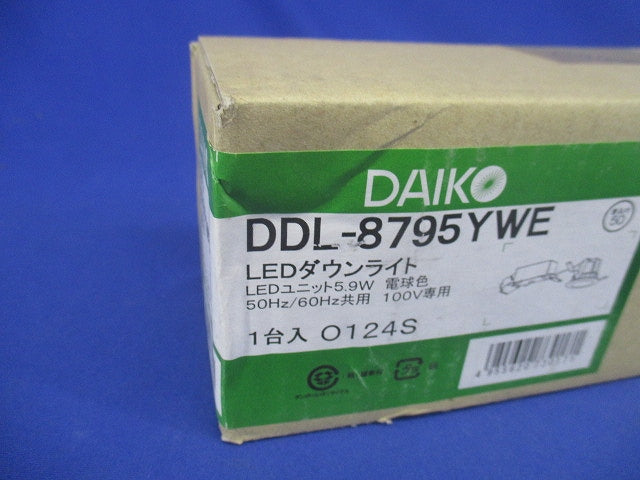 DAIKO
DDL-8795YWE
LEDダウンライト
LEDユニット5.9W 電球色
50Hz/60Hz共用 100V専用
1台入 O124S
50